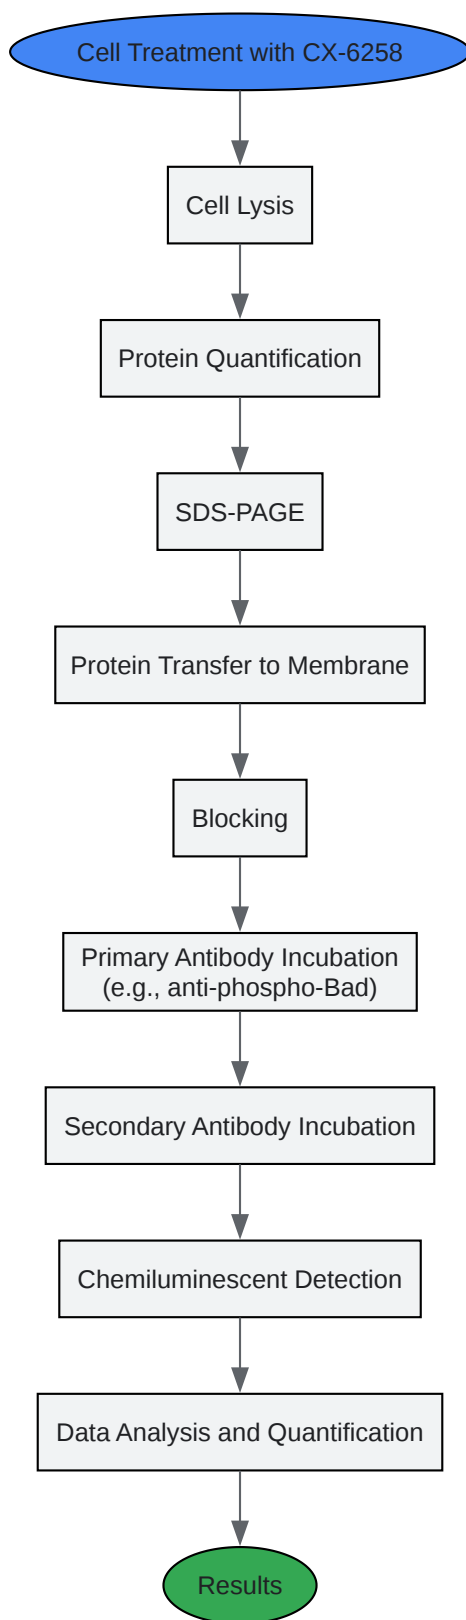 Cell Treatment with CX-6258
Cell Lysis
Protein Quantification
SDS-PAGE
Protein Transfer to Membrane
Blocking
Primary Antibody Incubation
(e.g., anti-phospho-Bad)
Secondary Antibody Incubation
Chemiluminescent Detection
Data Analysis and Quantification
Results